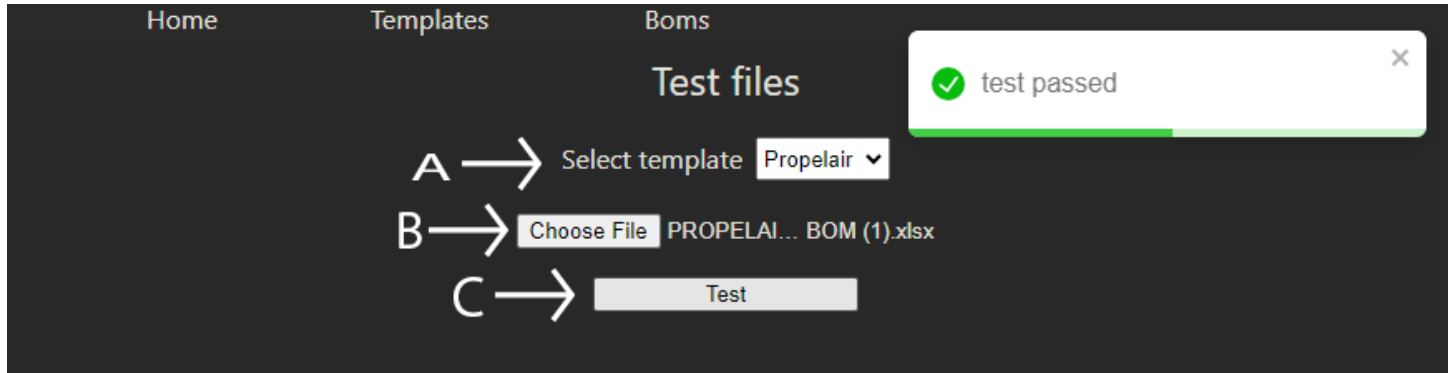 Home Templates Boms
Test files
test passed
A Select template Propelair
B Choose File PROPELAI... BOM (1).xlsx
C Test